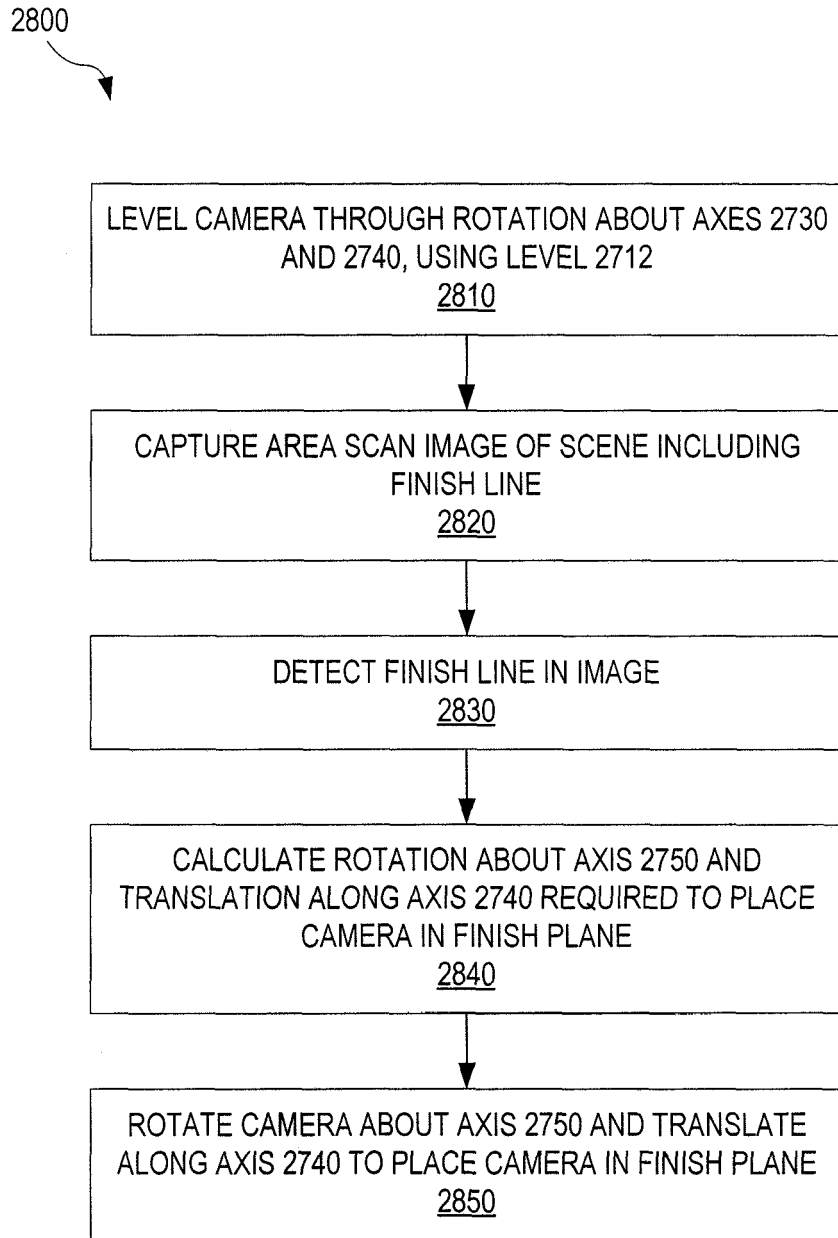 2800
LEVEL CAMERA THROUGH ROTATION ABOUT AXES 2730
AND 2740, USING LEVEL 2712
2810
CAPTURE AREA SCAN IMAGE OF SCENE INCLUDING
FINISH LINE
2820
DETECT FINISH LINE IN IMAGE
2830
CALCULATE ROTATION ABOUT AXIS 2750 AND
TRANSLATION ALONG AXIS 2740 REQUIRED TO PLACE
CAMERA IN FINISH PLANE
2840
ROTATE CAMERA ABOUT AXIS 2750 AND TRANSLATE
ALONG AXIS 2740 TO PLACE CAMERA IN FINISH PLANE
2850